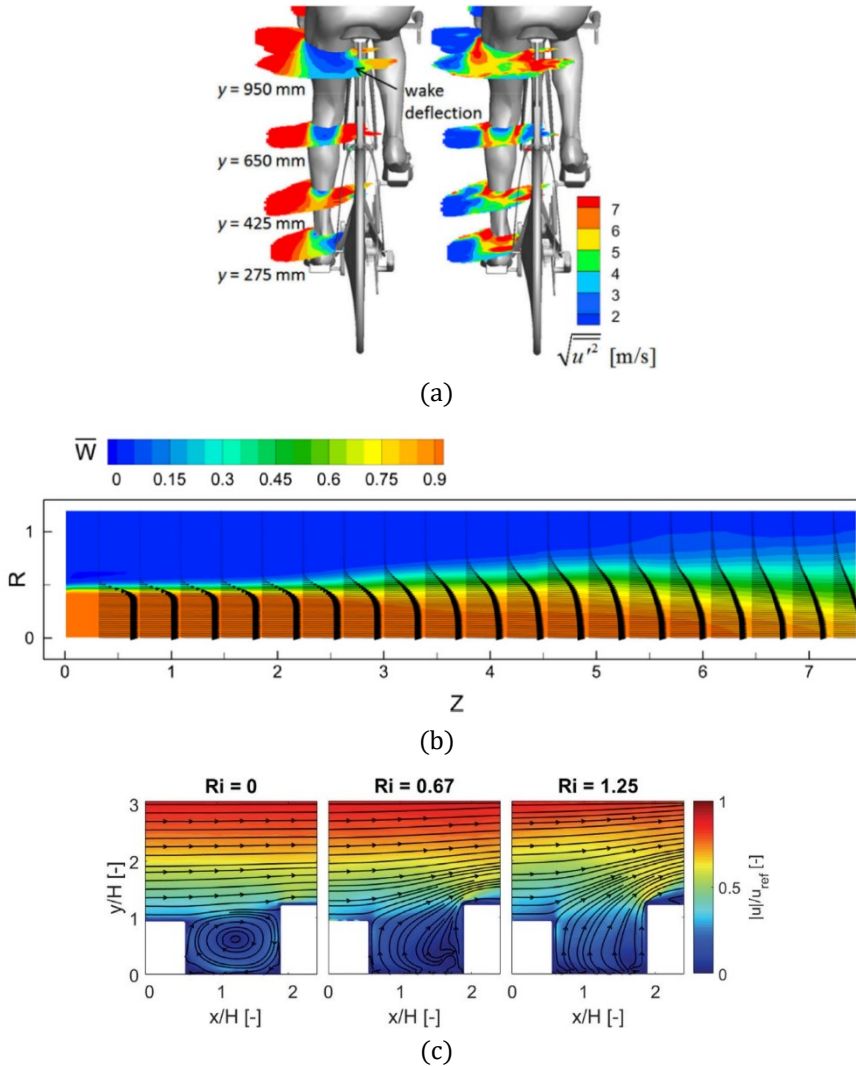 y = 950 mm
wake
deflection
y = 650 mm
y = 425 mm
y = 275 mm
7
6
5
4
3
2
√u′² [m/s]
(a)
W̅
0 0.15 0.3 0.45 0.6 0.75 0.9
R
1
0
0 1 2 3 4 5 6 7
Z
(b)
Ri = 0 Ri = 0.67 Ri = 1.25
y/H [-]
3
2
1
0
0 1 2 0 1 2 0 1 2
x/H [-] x/H [-] x/H [-]
1
0.5
0
|u|/u_ref [-]
(c)